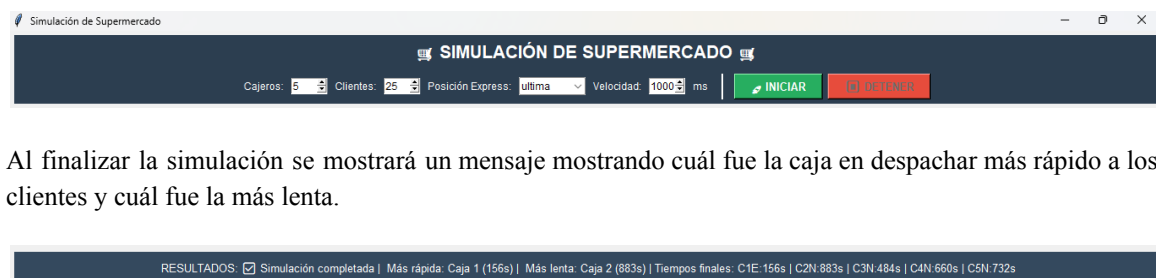 Simulación de Supermercado
SIMULACIÓN DE SUPERMERCADO
Cajeros: 5 Clientes: 25 Posición Express: ultima Velocidad: 1000 ms INICIAR DETENER
Al finalizar la simulación se mostrará un mensaje mostrando cuál fue la caja en despachar más rápido a los
clientes y cuál fue la más lenta.
RESULTADOS: Simulación completada | Más rápida: Caja 1 (156s) | Más lenta: Caja 2 (883s) | Tiempos finales: C1E:156s | C2N:883s | C3N:484s | C4N:660s | C5N:732s